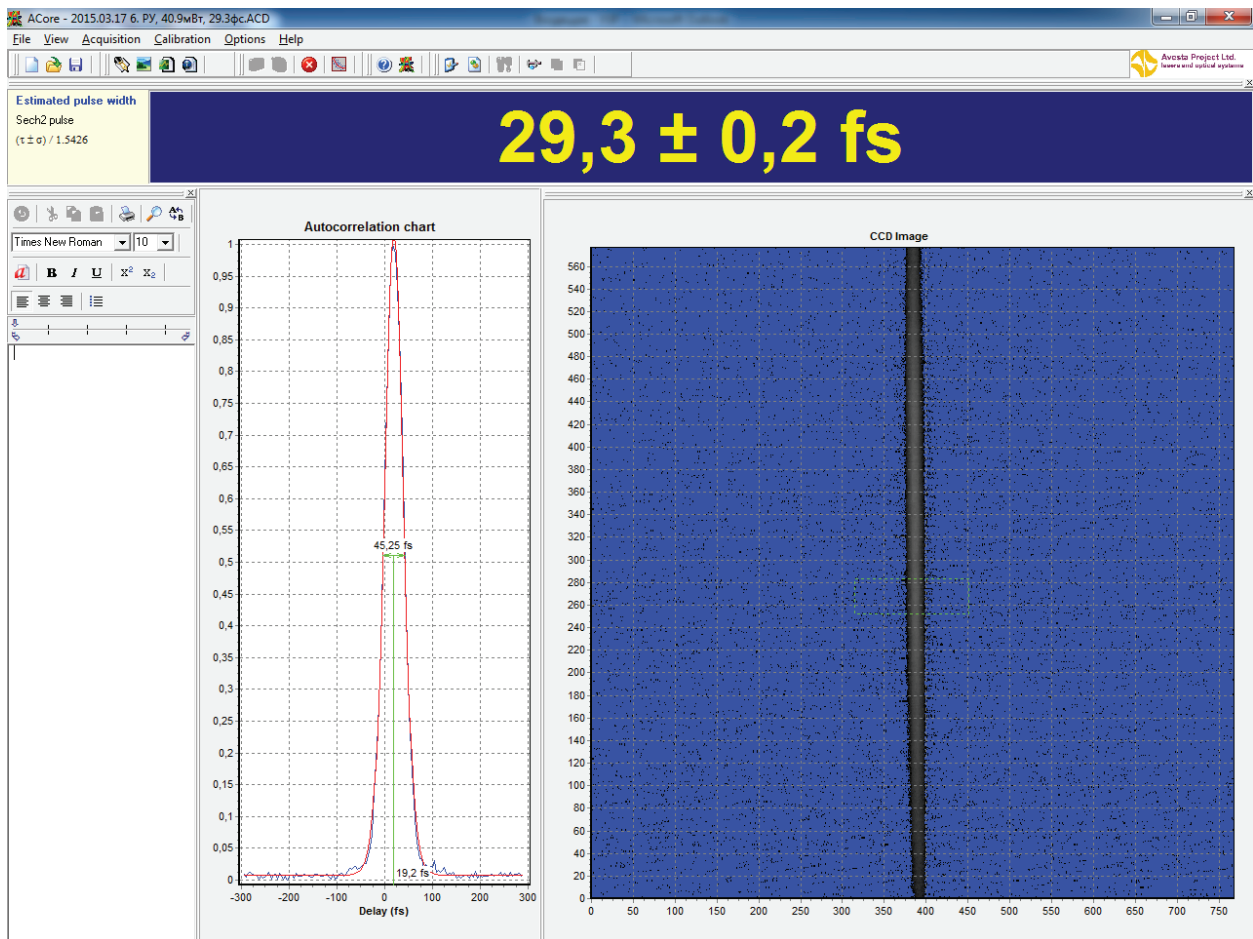 ACore - 2015.03.17 6. РУ, 40.9мВт, 29.3фс.ACD
File View Acquisition Calibration Options Help
Avesta Project Ltd.
lasers and optical systems
Estimated pulse width
Sech2 pulse
(τ ± σ) / 1.5426
29,3 ± 0,2 fs
Times New Roman 10
B I U X² X₂
Autocorrelation chart
1
0,95
0,9
0,85
0,8
0,75
0,7
0,65
0,6
0,55
0,5
0,45
0,4
0,35
0,3
0,25
0,2
0,15
0,1
0,05
0
45,25 fs
19,2 fs
-300 -200 -100 0 100 200 300
Delay (fs)
CCD Image
560
540
520
500
480
460
440
420
400
380
360
340
320
300
280
260
240
220
200
180
160
140
120
100
80
60
40
20
0
0 50 100 150 200 250 300 350 400 450 500 550 600 650 700 750